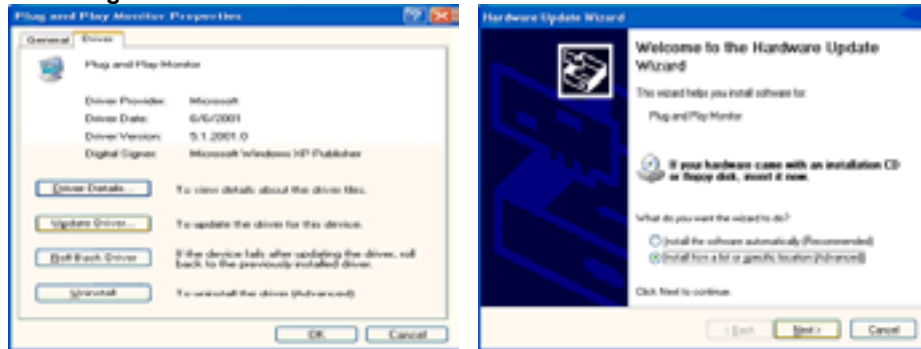 Plug and Play Monitor Properties
General
Driver
Plug and Play Monitor
Driver Provider:
Microsoft
Driver Date:
6/6/2001
Driver Version:
5.1.2001.0
Digital Signer:
Microsoft Windows XP Publisher
Driver Details...
To view details about the driver files.
Update Driver...
To update the driver for this device.
Roll Back Driver
If the device fails after updating the driver, roll
back to the previously installed driver.
Uninstall
To uninstall the driver (Advanced).
OK
Cancel
Hardware Update Wizard
Welcome to the Hardware Update
Wizard
This wizard helps you install software for:
Plug and Play Monitor
If your hardware came with an installation CD
or floppy disk, insert it now.
What do you want the wizard to do?
Install the software automatically (Recommended)
Install from a list or specific location (Advanced)
Click Next to continue.
< Back
Next >
Cancel